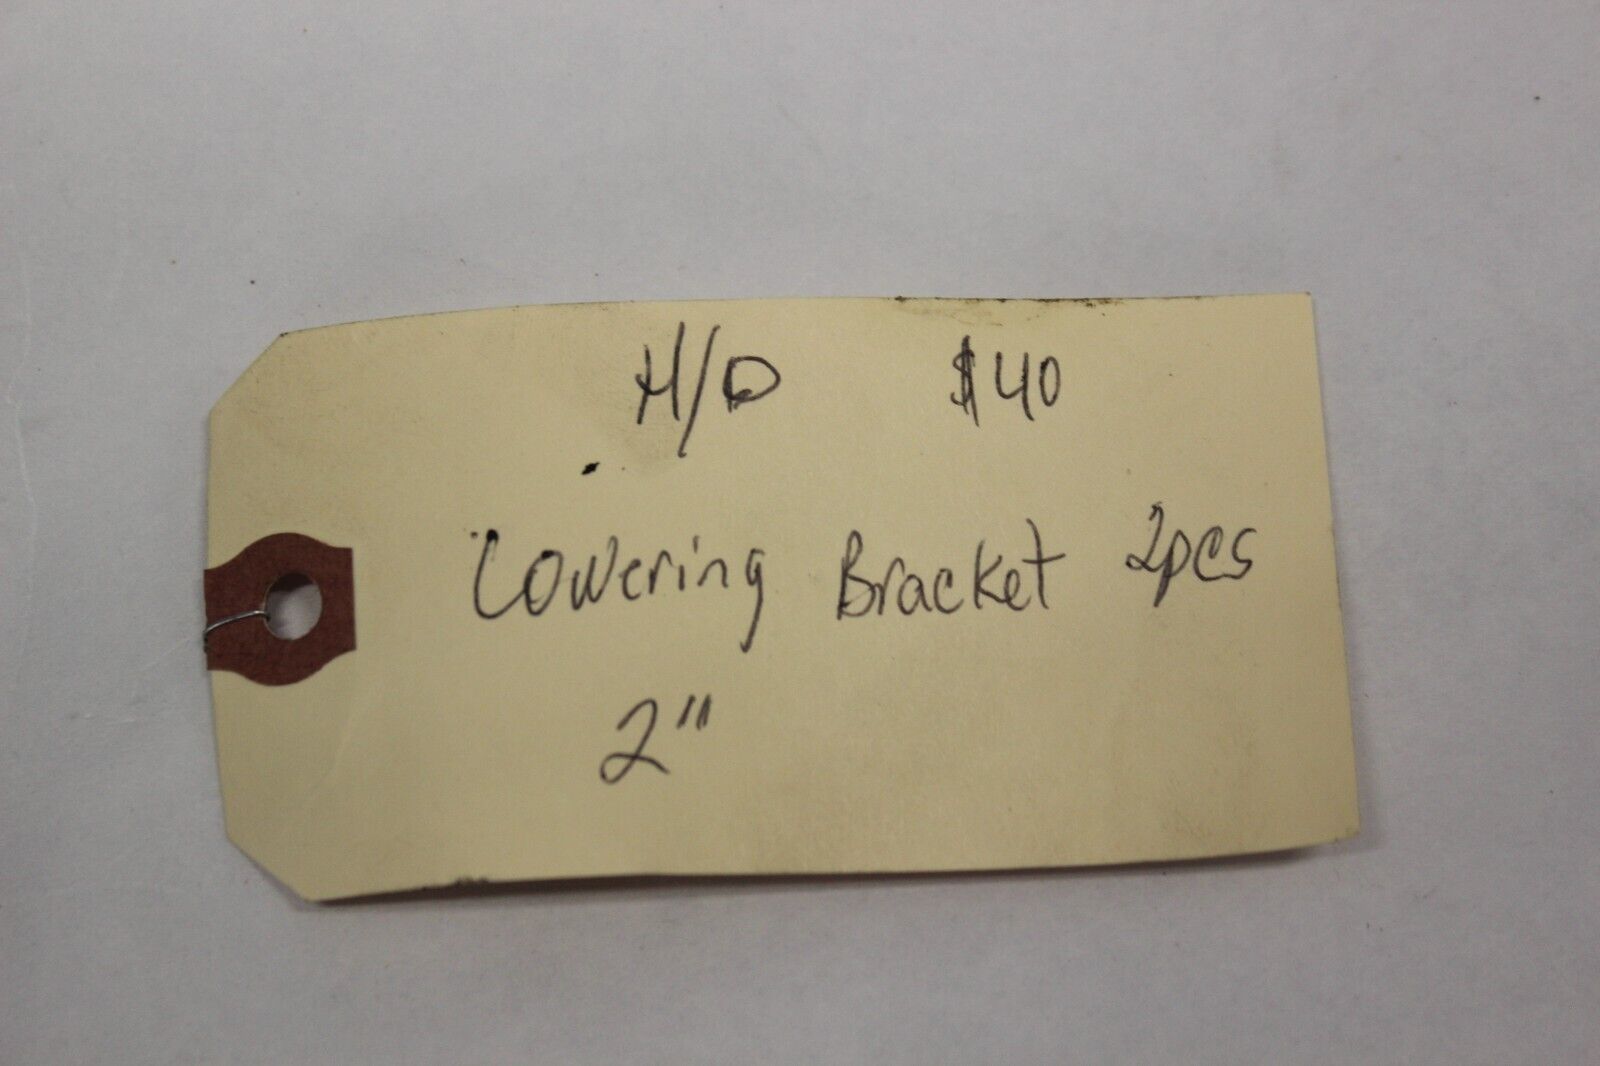 H/D $40
Lowering Bracket 2pcs
2"